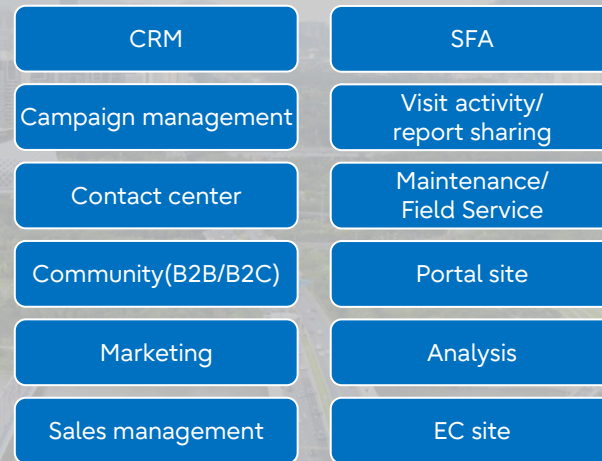 CRM
SFA
Campaign management
Visit activity/
report sharing
Contact center
Maintenance/
Field Service
Community(B2B/B2C)
Portal site
Marketing
Analysis
Sales management
EC site